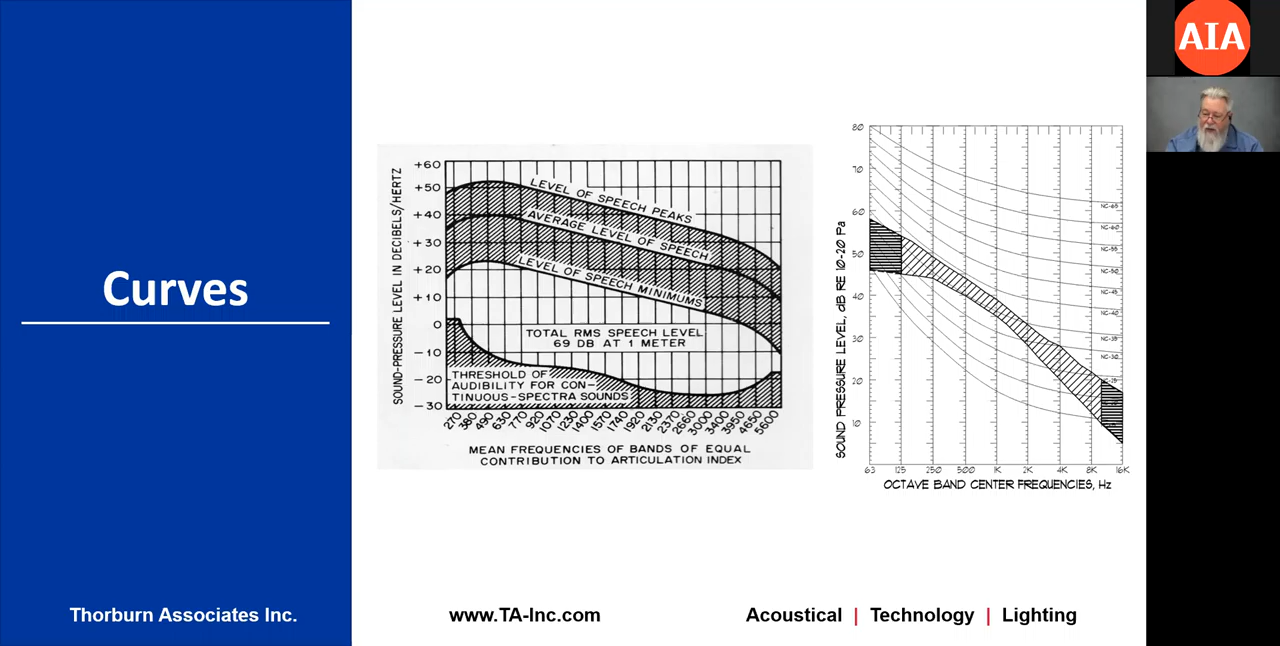 Curves
Thorburn Associates Inc.
SOUND-PRESSURE LEVEL IN DECIBELS/HERTZ
+60
+50
+40
+30
+20
+10
0
-10
-20
-30
LEVEL OF SPEECH PEAKS
AVERAGE LEVEL OF SPEECH
LEVEL OF SPEECH MINIMUMS
TOTAL RMS SPEECH LEVEL
69 DB AT 1 METER
THRESHOLD OF
AUDIBILITY FOR CON-
TINUOUS-SPECTRA SOUNDS
270 380 490 630 770 920 1070 1230 1400 1570 1740 1920 2130 2370 2660 3000 3400 3950 4650 5600
MEAN FREQUENCIES OF BANDS OF EQUAL
CONTRIBUTION TO ARTICULATION INDEX
SOUND PRESSURE LEVEL, dB RE 10-20 Pa
80
70
60
50
40
30
20
10
NC-65
NC-60
NC-55
NC-50
NC-45
NC-40
NC-35
NC-30
63 125 250 500 1K 2K 4K 8K 16K
OCTAVE BAND CENTER FREQUENCIES, Hz
www.TA-Inc.com
Acoustical | Technology | Lighting
AIA